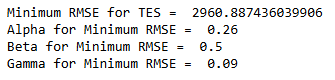 Minimum RMSE for TES =  2960.887436039906
Alpha for Minimum RMSE =  0.26
Beta for Minimum RMSE =  0.5
Gamma for Minimum RMSE =  0.09